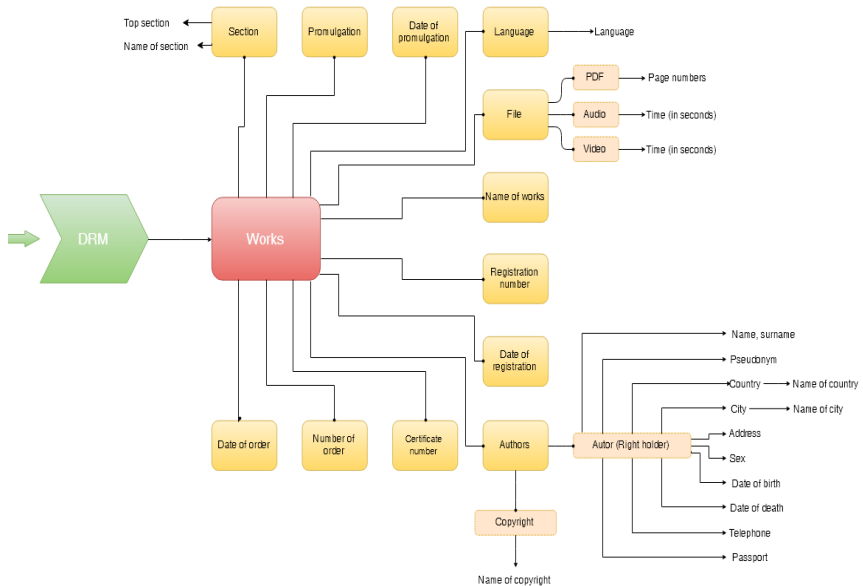 Top section
Name of section
Section
Promulgation
Date of
promulgation
Language
Language
PDF
Page numbers
File
Audio
Time (in seconds)
Video
Time (in seconds)
Name of works
DRM
Works
Registration
number
Date of
registration
Name, surname
Pseudonym
Country
Name of country
City
Name of city
Date of order
Number of
order
Certificate
number
Authors
Autor (Right holder)
Address
Sex
Date of birth
Date of death
Telephone
Passport
Copyright
Name of copyright